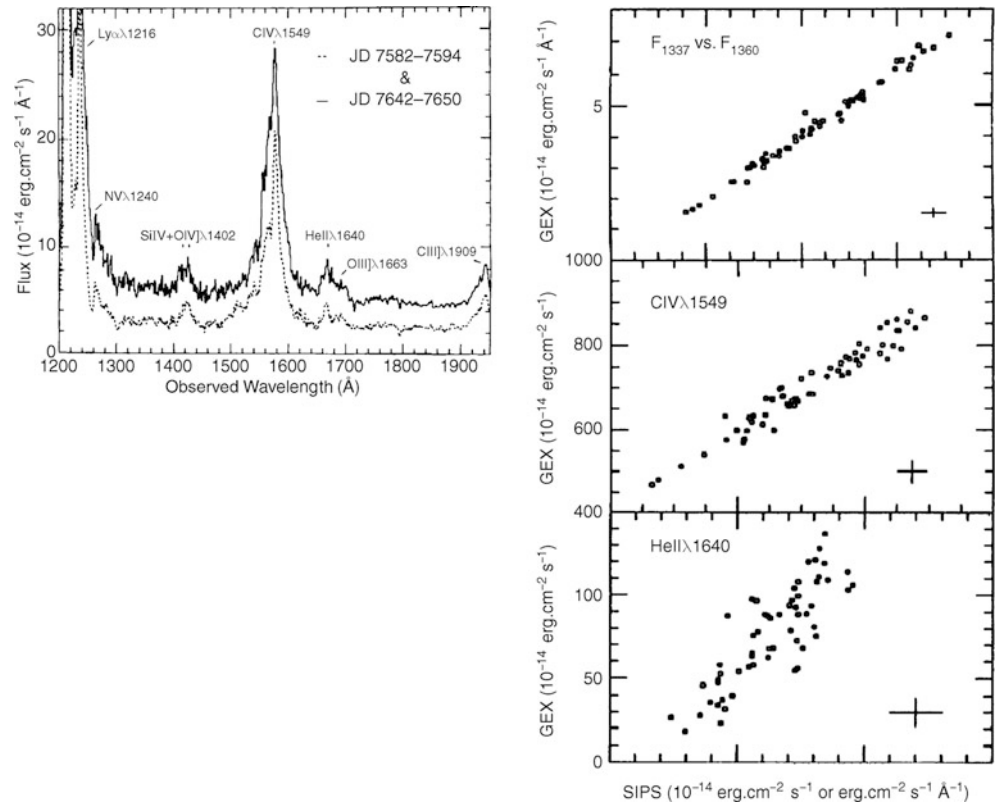 30
20
10
0
Flux (10⁻¹⁴ erg.cm⁻² s⁻¹ Å⁻¹)
Lyαλ1216
CIVλ1549
JD 7582–7594
&
JD 7642–7650
NVλ1240
Si[IV+OIV]λ1402
HeIIλ1640
OIII]λ1663
CIII]λ1909
1200 1300 1400 1500 1600 1700 1800 1900
Observed Wavelength (Å)
F₁₃₃₇ vs. F₁₃₆₀
5
GEX (10⁻¹⁴ erg.cm⁻² s⁻¹ Å⁻¹)
1000
CIVλ1549
800
600
400
GEX (10⁻¹⁴ erg.cm⁻² s⁻¹)
HeIIλ1640
100
50
0
GEX (10⁻¹⁴ erg.cm⁻² s⁻¹)
SIPS (10⁻¹⁴ erg.cm⁻² s⁻¹ or erg.cm⁻² s⁻¹ Å⁻¹)